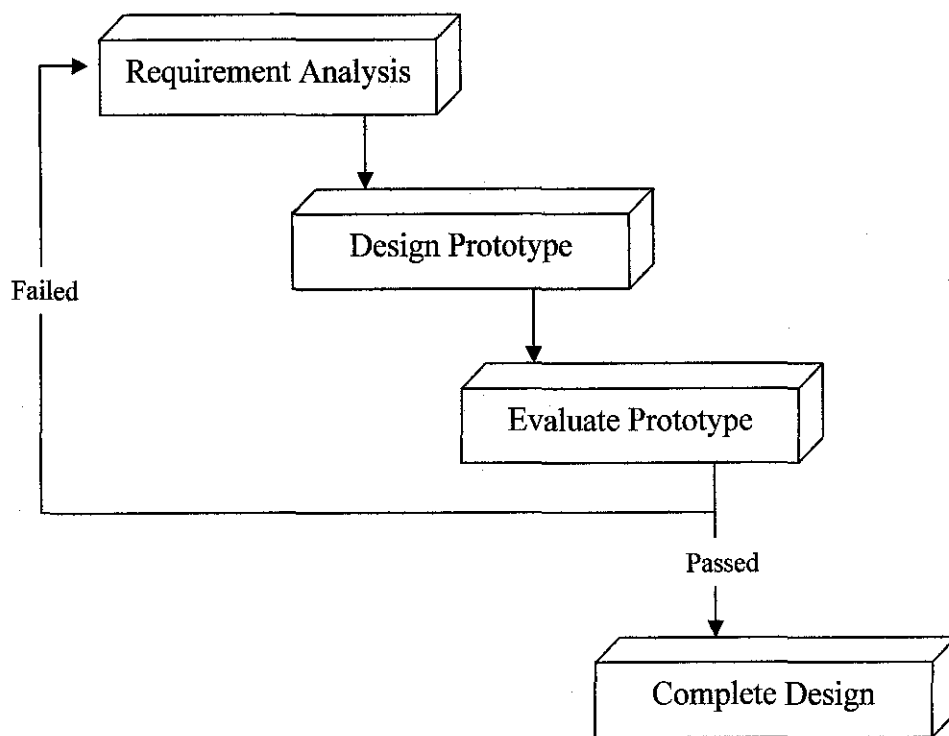 Requirement Analysis
Design Prototype
Failed
Evaluate Prototype
Passed
Complete Design